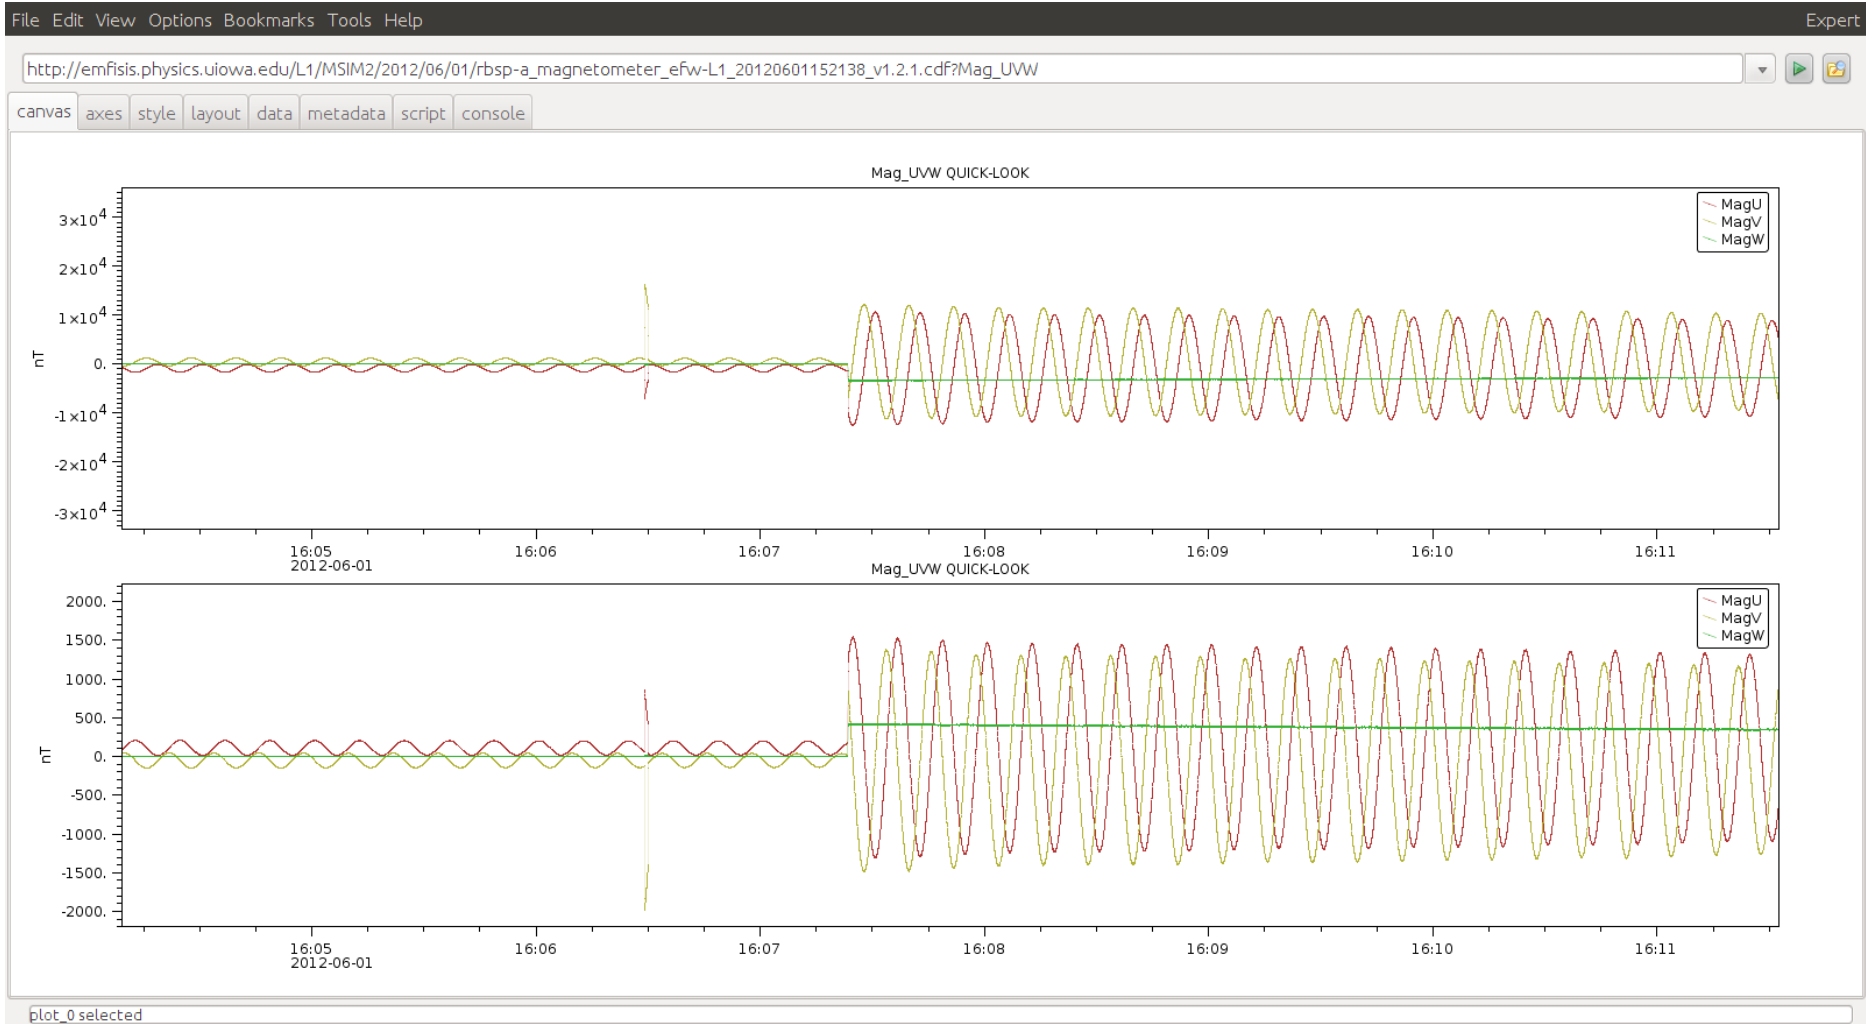 File Edit View Options Bookmarks Tools Help Expert
http://emfisis.physics.uiowa.edu/L1/MSIM2/2012/06/01/rbsp-a_magnetometer_efw-L1_20120601152138_v1.2.1.cdf?Mag_UVW
canvas axes style layout data metadata script console
Mag_UVW QUICK-LOOK
MagU
MagV
MagW
3×10⁴
2×10⁴
1×10⁴
0.
-1×10⁴
-2×10⁴
-3×10⁴
nT
16:05 16:06 16:07 16:08 16:09 16:10 16:11
2012-06-01
Mag_UVW QUICK-LOOK
MagU
MagV
MagW
2000.
1500.
1000.
500.
0.
-500.
-1000.
-1500.
-2000.
nT
16:05 16:06 16:07 16:08 16:09 16:10 16:11
2012-06-01
plot_0 selected